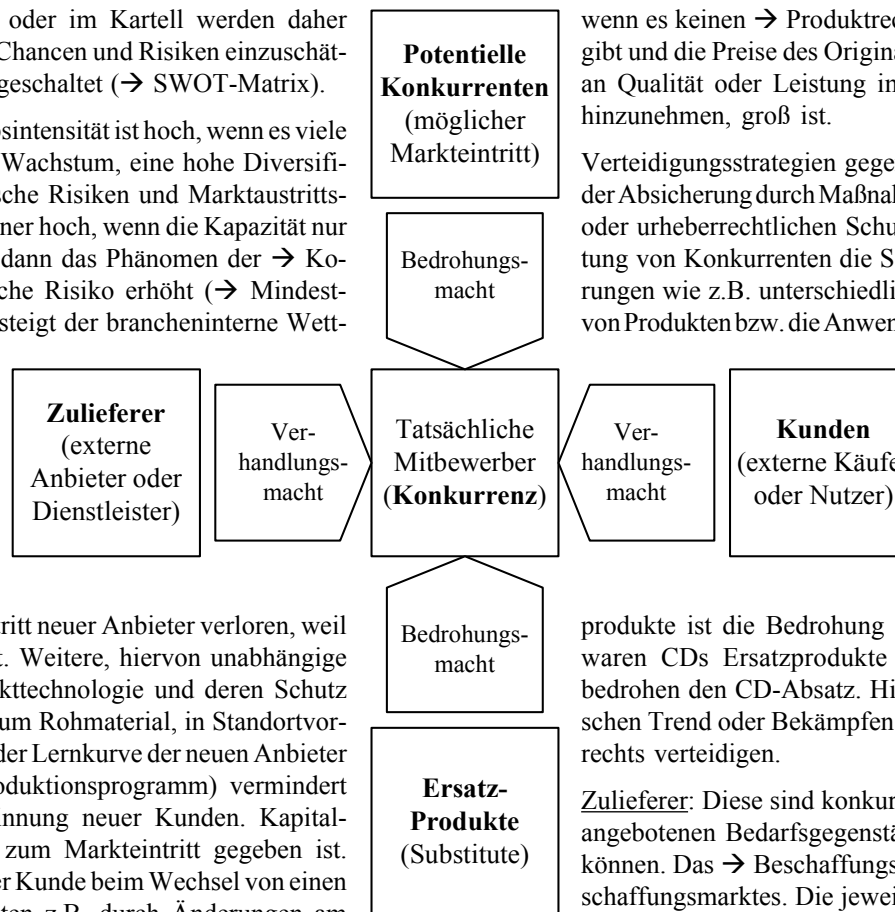 oder im Kartell werden daher
Chancen und Risiken einzuschät-
geschaltet (→ SWOT-Matrix).
sintensität ist hoch, wenn es viele
Wachstum, eine hohe Diversifi-
sche Risiken und Marktaustritts-
ner hoch, wenn die Kapazität nur
dann das Phänomen der → Ko-
che Risiko erhöht (→ Mindest-
steigt der brancheninterne Wett-
Potentielle
Konkurrenten
(möglicher
Markteintritt)
Bedrohungs-
macht
wenn es keinen → Produktrec
gibt und die Preise des Origina
an Qualität oder Leistung in
hinzunehmen, groß ist.
Verteidigungsstrategien gege
der Absicherung durch Maßnal
oder urheberrechtlichen Schu
tung von Konkurrenten die S
rungen wie z.B. unterschiedli
von Produkten bzw. die Anwen
Zulieferer
(externe
Anbieter oder
Dienstleister)
Ver-
handlungs-
macht
Tatsächliche
Mitbewerber
(Konkurrenz)
Ver-
handlungs-
macht
Kunden
(externe Käufe
oder Nutzer)
ritt neuer Anbieter verloren, weil
t. Weitere, hiervon unabhängige
kttechnologie und deren Schutz
um Rohmaterial, in Standortvor-
der Lernkurve der neuen Anbieter
oduktionsprogramm) vermindert
innung neuer Kunden. Kapital-
zum Markteintritt gegeben ist.
er Kunde beim Wechsel von einen
ten z.B. durch Änderungen am
Bedrohungs-
macht
Ersatz-
Produkte
(Substitute)
produkte ist die Bedrohung
waren CDs Ersatzprodukte
bedrohen den CD-Absatz. Hi
schen Trend oder Bekämpfen
rechts verteidigen.
Zulieferer: Diese sind konkur
angebotenen Bedarfsgegenstä
können. Das → Beschaffungs
schaffungsmarktes. Die jewei